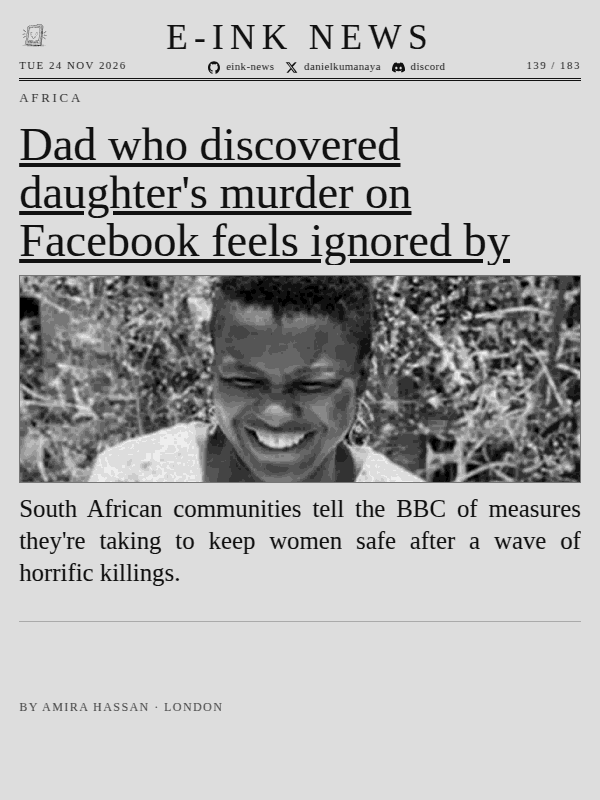 E-INK NEWS
TUE 24 NOV 2026 eink-news danielkumanaya discord 139 / 183
AFRICA
Dad who discovered
daughter's murder on
Facebook feels ignored by
South African communities tell the BBC of measures
they're taking to keep women safe after a wave of
horrific killings.
BY AMIRA HASSAN · LONDON